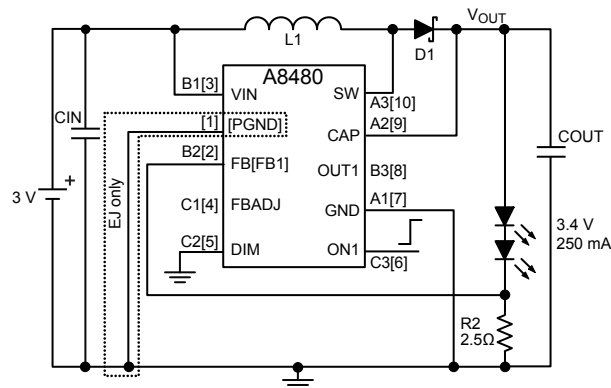 L1
D1
VOUT
A8480
B1[3]
VIN
SW
A3[10]
CIN
[1]
[PGND]
CAP
A2[9]
B2[2]
FB[FB1]
OUT1
B3[8]
COUT
3 V
+
EJ only
C1[4]
FBADJ
GND
A1[7]
3.4 V
250 mA
C2[5]
DIM
ON1
C3[6]
R2
2.5Ω